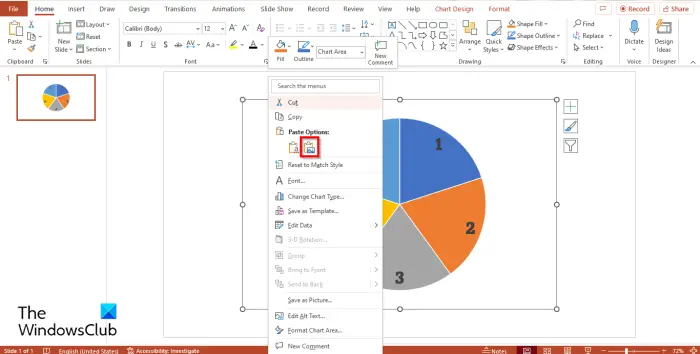 File
Home
Insert
Draw
Design
Transitions
Animations
Slide Show
Review
View
Help
Chart Design
Format
Record
Share
Paste
New Slide
Layout
Reset
Section
Calibri (Body)
12
Fill
Outline
Chart Area
New Comment
Arrange
Quick Styles
Shape Fill
Shape Outline
Shape Effects
Find
Replace
Select
Dictate
Design Ideas
Clipboard
Slides
Drawing
Editing
Voice
Designer
1
Search the menus
Cut
Copy
Paste Options:
Reset to Match Style
Font...
Change Chart Type...
Save as Template...
Edit Data
3-D Rotation...
Group
Bring to Front
Send to Back
Save as Picture...
Edit Alt Text...
Format Chart Area...
New Comment
1
2
3
The
WindowsClub
Slide 1 of 1
English (United States)
Accessibility: Investigate
Notes
72%